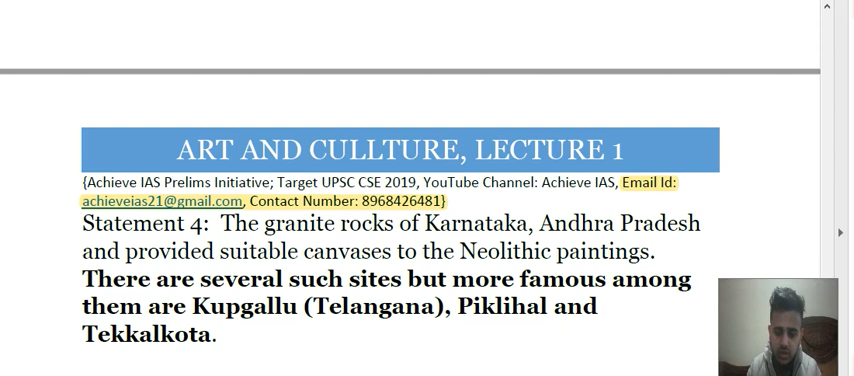 ART AND CULLTURE, LECTURE 1
{Achieve IAS Prelims Initiative; Target UPSC CSE 2019, YouTube Channel: Achieve IAS, Email Id:
achieveias21@gmail.com, Contact Number: 8968426481}
Statement 4: The granite rocks of Karnataka, Andhra Pradesh
and provided suitable canvases to the Neolithic paintings.
There are several such sites but more famous among
them are Kupgallu (Telangana), Piklihal and
Tekkalkota.